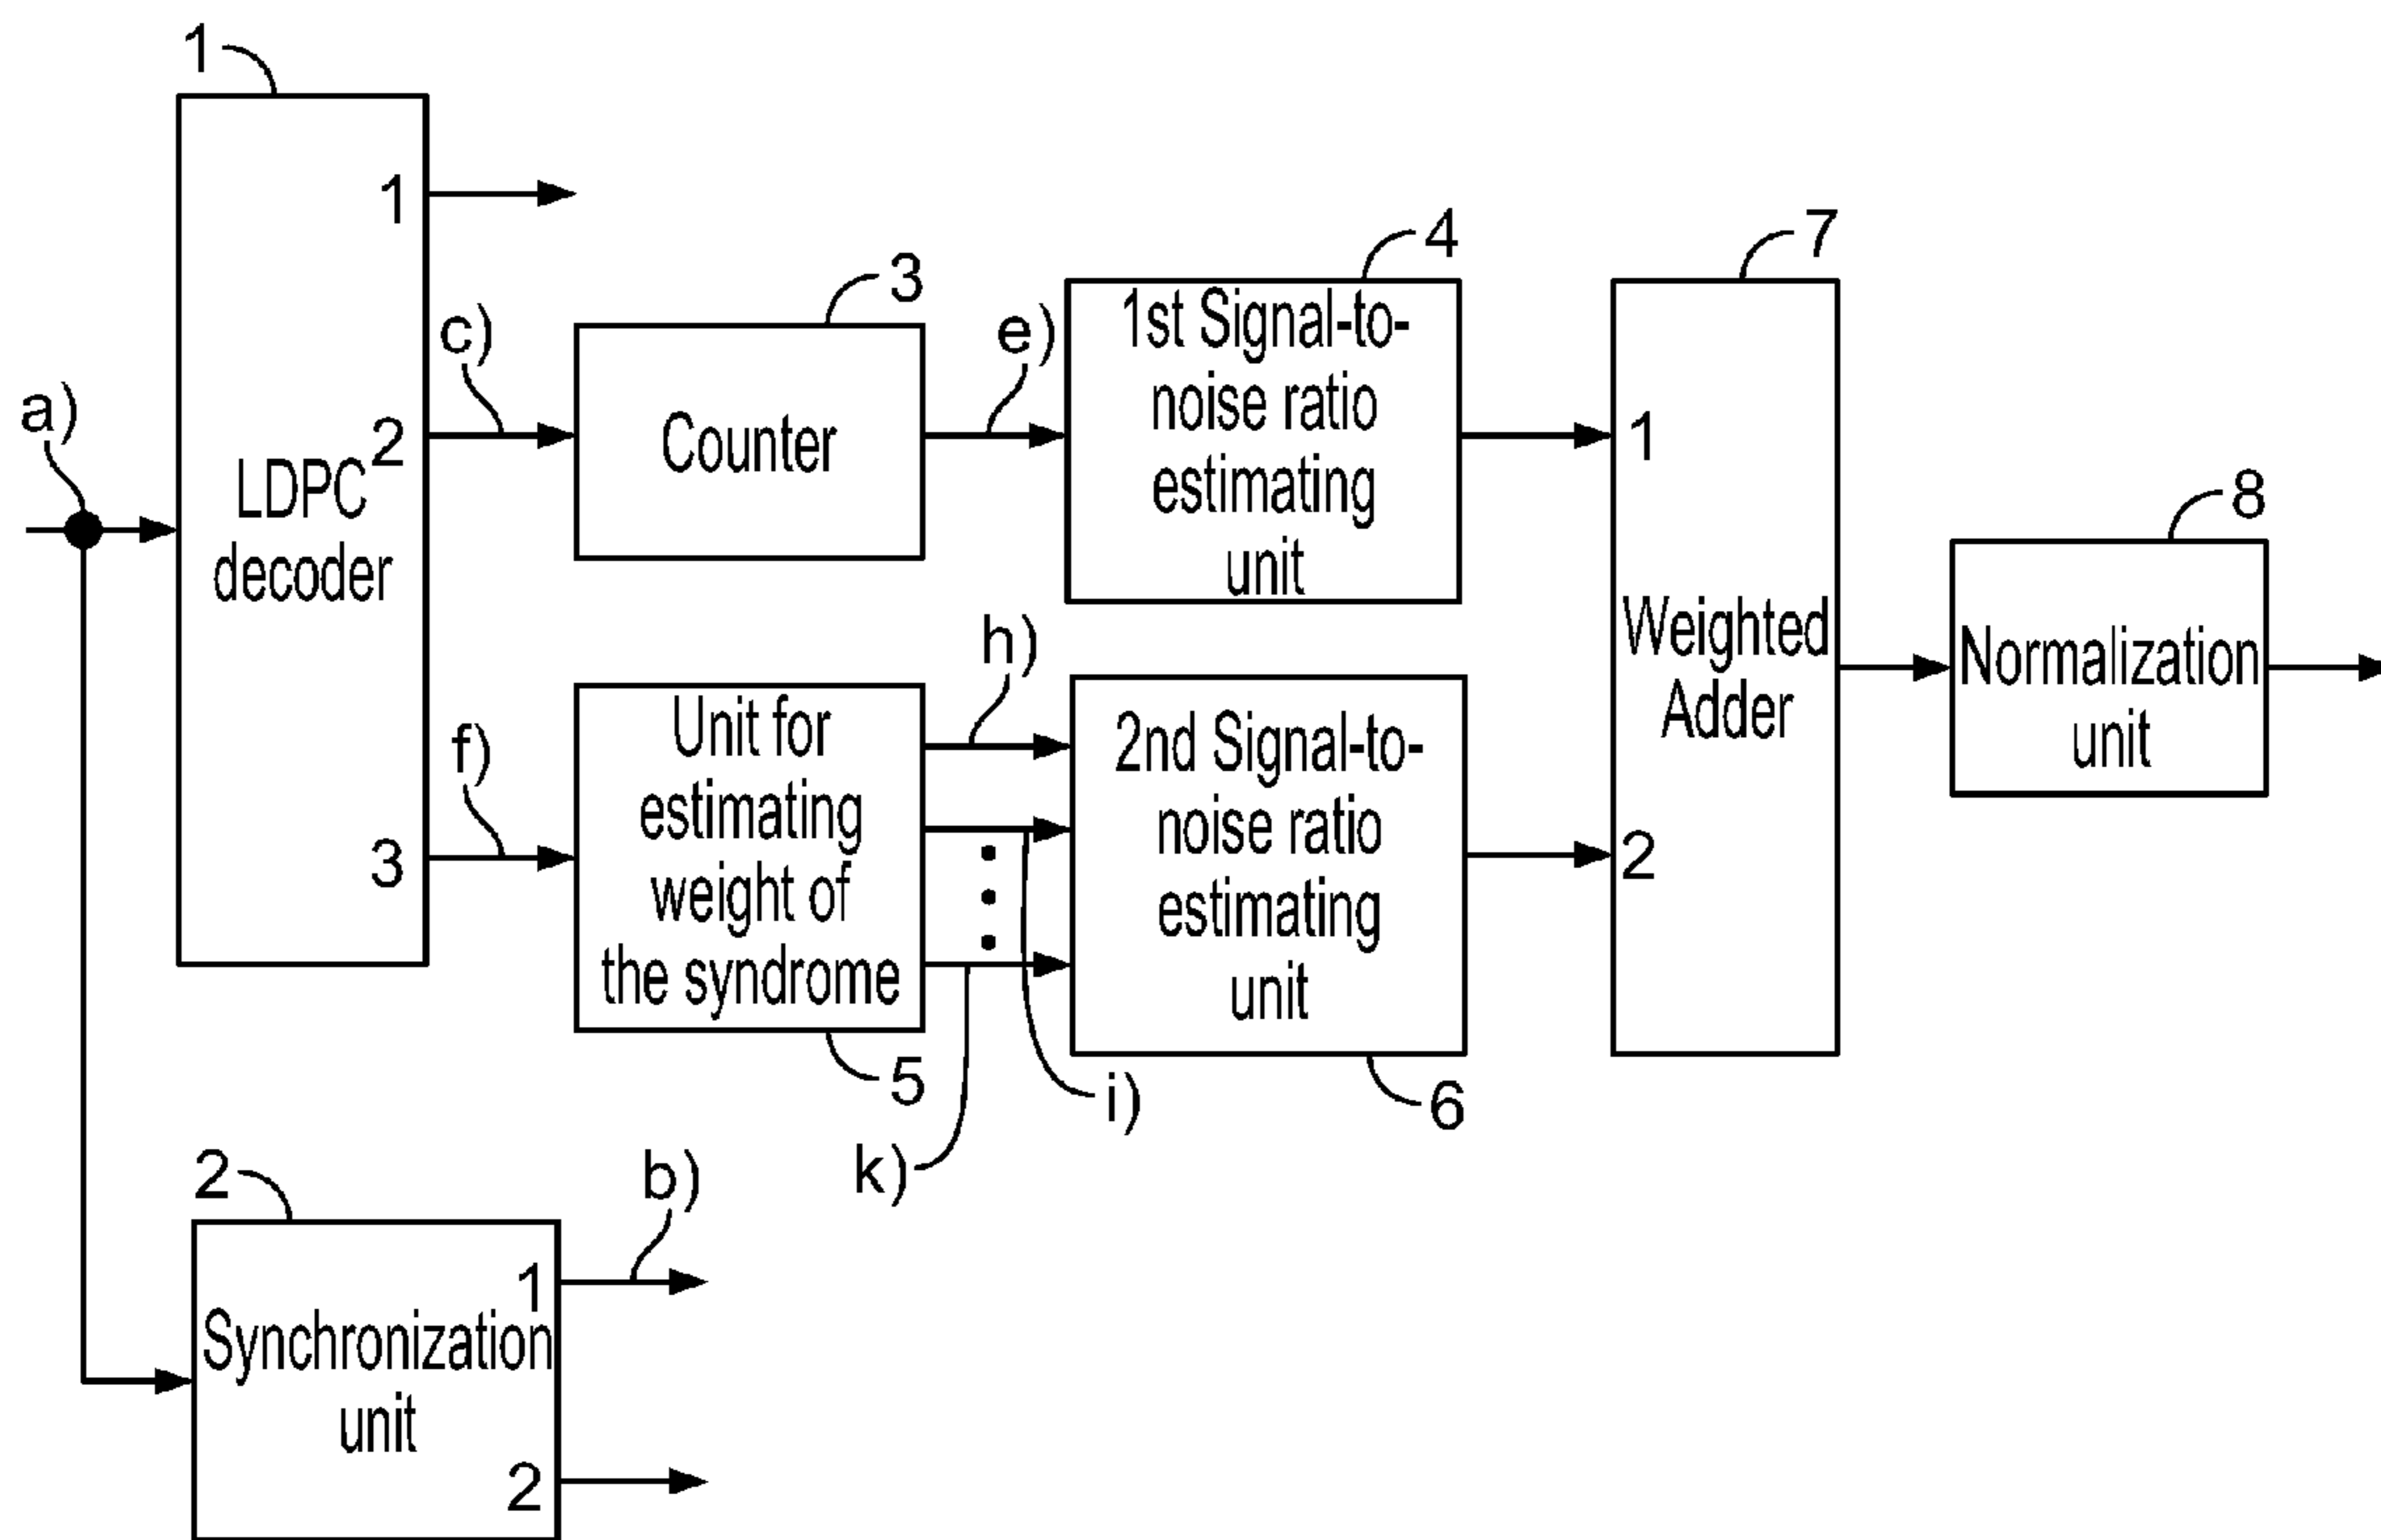 1
1
4
7
3
1st Signal-to-
noise ratio
estimating
unit
c)
e)
a)
2
Counter
1
LDPC
decoder
8
h)
Weighted
Adder
Normalization
unit
f)
Unit for
estimating
weight of
the syndrome
2nd Signal-to-
noise ratio
estimating
unit
3
2
5
i)
6
k)
2
b)
1
Synchronization
unit
2